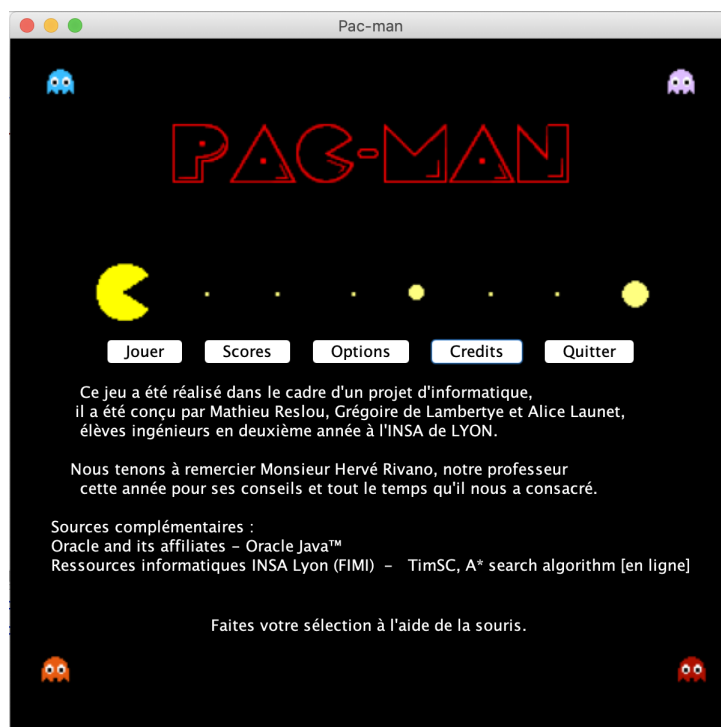 Pac-man
PAC-MAN
Jouer Scores Options Credits Quitter
Ce jeu a été réalisé dans le cadre d'un projet d'informatique,
il a été conçu par Mathieu Reslou, Grégoire de Lambertye et Alice Launet,
élèves ingénieurs en deuxième année à l'INSA de LYON.
Nous tenons à remercier Monsieur Hervé Rivano, notre professeur
cette année pour ses conseils et tout le temps qu'il nous a consacré.
Sources complémentaires :
Oracle and its affiliates – Oracle Java™
Ressources informatiques INSA Lyon (FIMI) – TimSC, A* search algorithm [en ligne]
Faites votre sélection à l'aide de la souris.